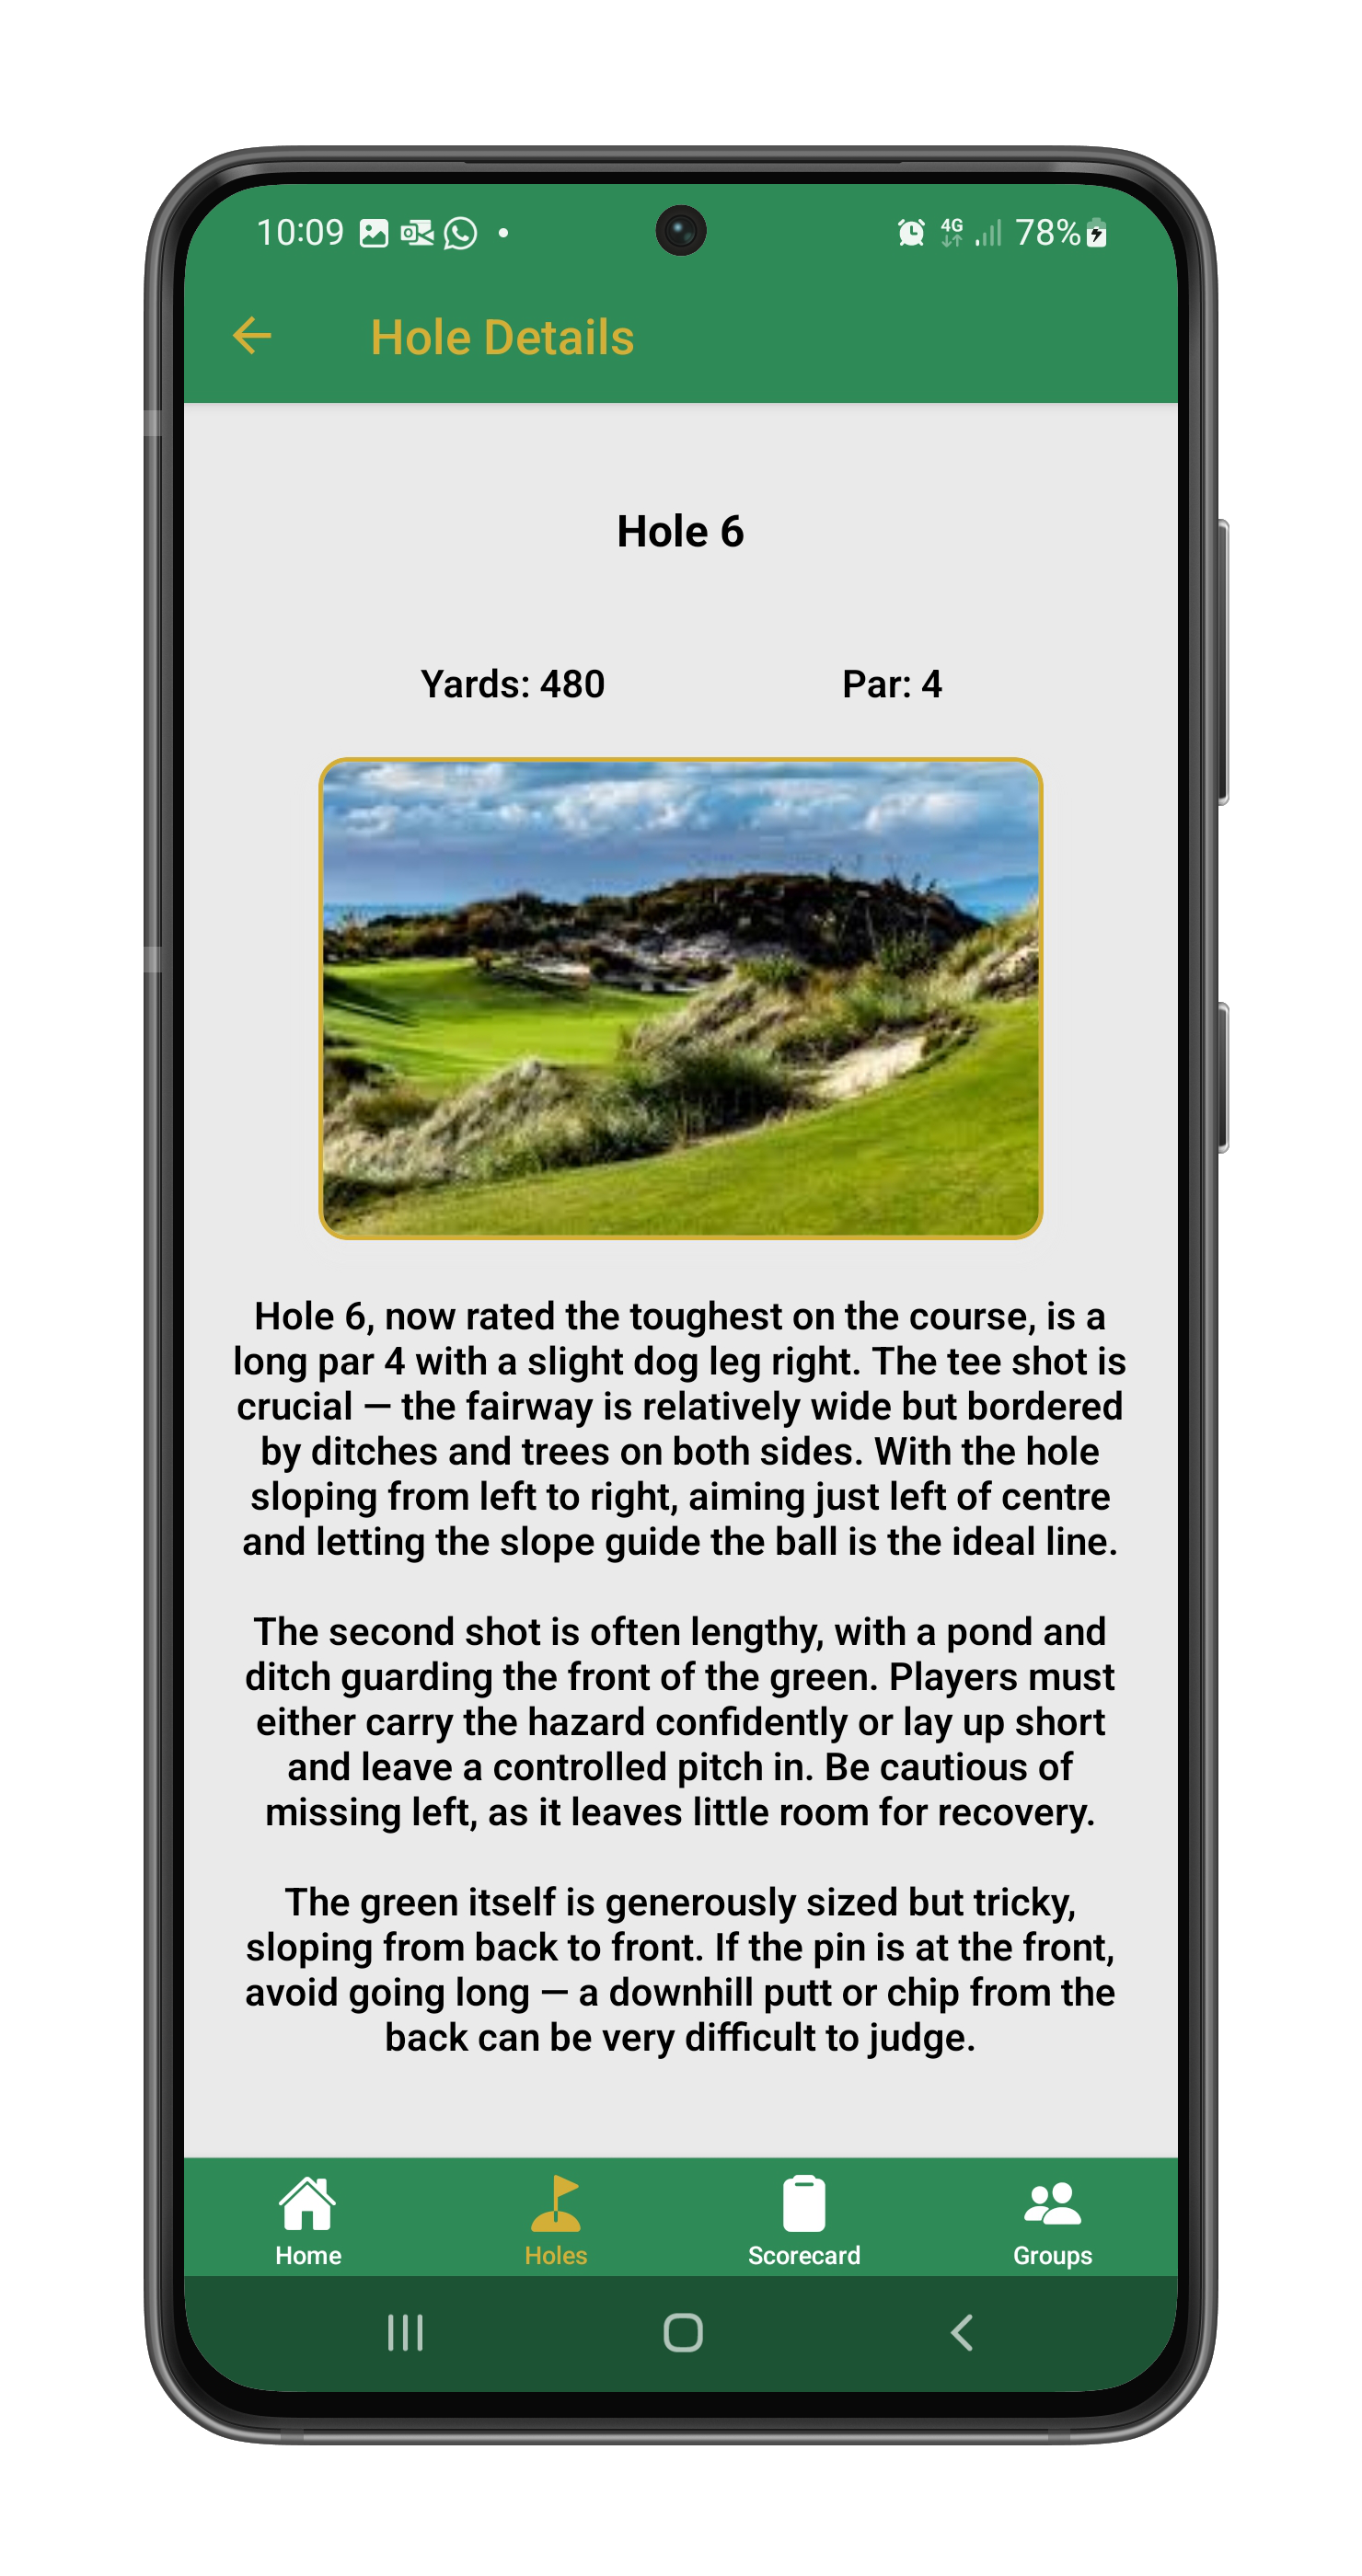 10:09
4G
78%
Hole Details
Hole 6
Yards: 480 Par: 4
Hole 6, now rated the toughest on the course, is a
long par 4 with a slight dog leg right. The tee shot is
crucial — the fairway is relatively wide but bordered
by ditches and trees on both sides. With the hole
sloping from left to right, aiming just left of centre
and letting the slope guide the ball is the ideal line.
The second shot is often lengthy, with a pond and
ditch guarding the front of the green. Players must
either carry the hazard confidently or lay up short
and leave a controlled pitch in. Be cautious of
missing left, as it leaves little room for recovery.
The green itself is generously sized but tricky,
sloping from back to front. If the pin is at the front,
avoid going long — a downhill putt or chip from the
back can be very difficult to judge.
Home Holes Scorecard Groups